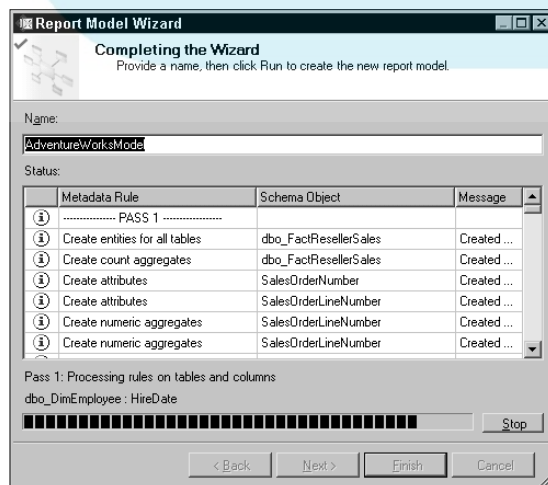 Report Model Wizard
Completing the Wizard
Provide a name, then click Run to create the new report model.
Name:
AdventureWorksModel
Status:
Metadata Rule Schema Object Message
---------------- PASS 1 -----------------
Create entities for all tables dbo_FactResellerSales Created ...
Create count aggregates dbo_FactResellerSales Created ...
Create attributes SalesOrderNumber Created ...
Create attributes SalesOrderLineNumber Created ...
Create numeric aggregates SalesOrderLineNumber Created ...
Create numeric aggregates SalesOrderLineNumber Created ...
Pass 1: Processing rules on tables and columns
dbo_DimEmployee : HireDate
Stop
< Back Next > Finish Cancel